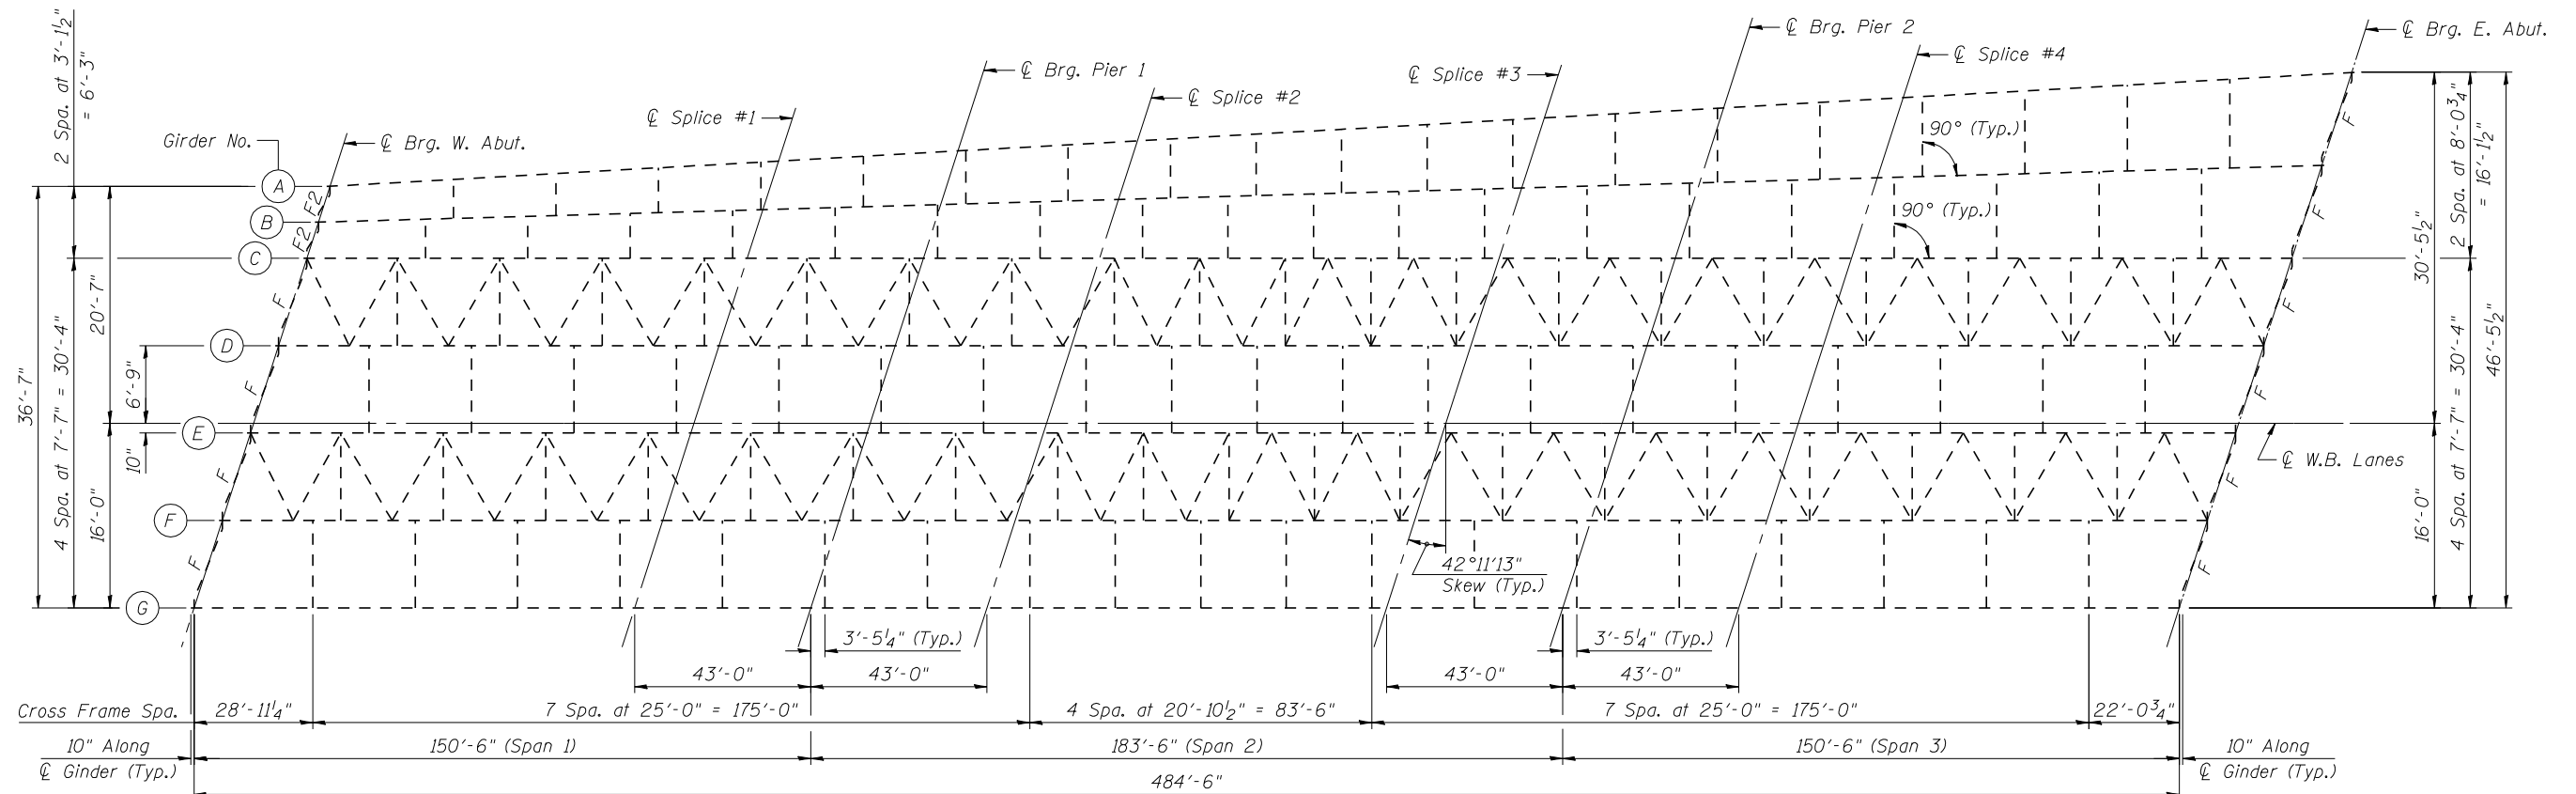 2 Spa. at 3'-1½"
= 6'-3"
℄ Brg. Pier 2
℄ Brg. E. Abut.
℄ Splice #4
℄ Splice #3
℄ Brg. Pier 1
℄ Splice #2
℄ Splice #1
Girder No.
℄ Brg. W. Abut.
90° (Typ.)
90° (Typ.)
A
B
C
D
E
F
G
F2
F2
F
F
F
F
F
F
F
F
F
F
36'-7"
4 Spa. at 7'-7" = 30'-4"
20'-7"
16'-0"
6'-9"
10"
30'-5½"
16'-0"
2 Spa. at 8'-0¾"
= 16'-1½"
4 Spa. at 7'-7" = 30'-4"
46'-5½"
℄ W.B. Lanes
42°11'13"
Skew (Typ.)
3'-5¼" (Typ.)
3'-5¼" (Typ.)
43'-0"
43'-0"
43'-0"
43'-0"
Cross Frame Spa.
28'-11¼"
7 Spa. at 25'-0" = 175'-0"
4 Spa. at 20'-10½" = 83'-6"
7 Spa. at 25'-0" = 175'-0"
22'-0¾"
10" Along
℄ Ginder (Typ.)
150'-6" (Span 1)
183'-6" (Span 2)
150'-6" (Span 3)
10" Along
℄ Ginder (Typ.)
484'-6"